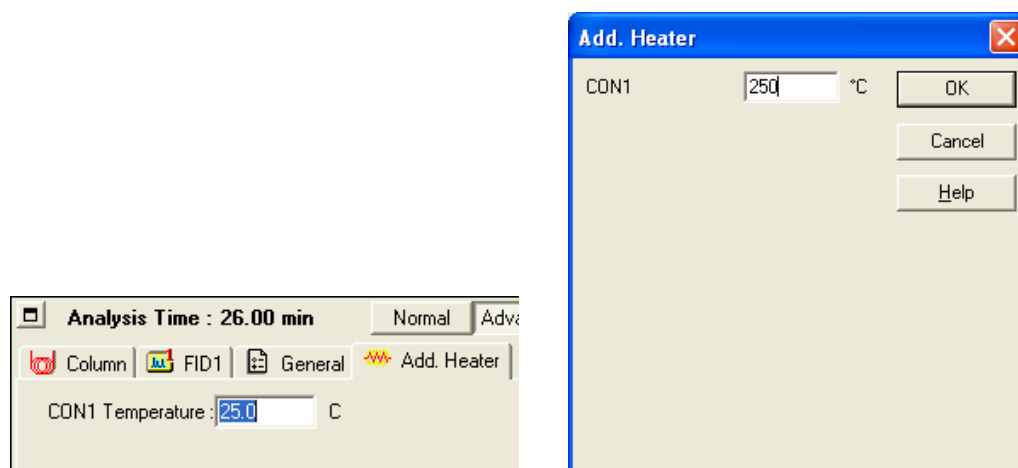 Analysis Time : 26.00 min Normal Adva
Column FID1 General Add. Heater
CON1 Temperature : 25.0 C
Add. Heater
CON1 250 °C OK
Cancel
Help